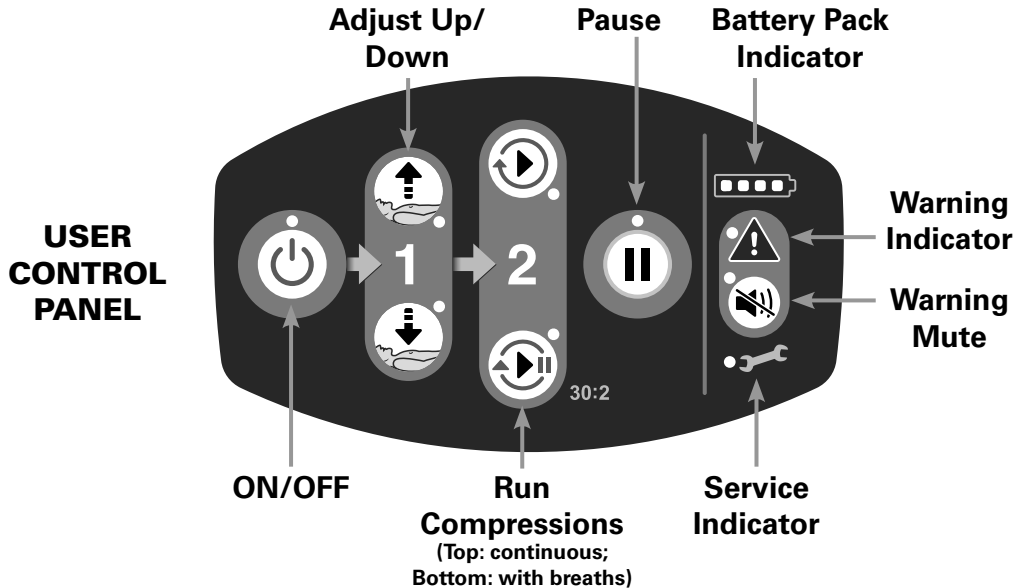 Adjust Up/
Down
Pause
Battery Pack
Indicator
USER
CONTROL
PANEL
1
2
30:2
Warning
Indicator
Warning
Mute
ON/OFF
Run
Compressions
(Top: continuous;
Bottom: with breaths)
Service
Indicator